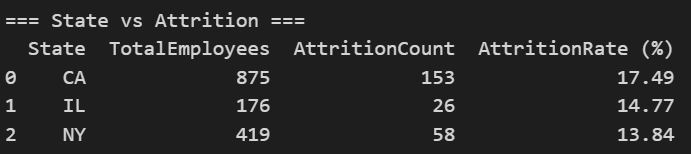 === State vs Attrition ===
  State  TotalEmployees  AttritionCount  AttritionRate (%)
0    CA             875             153              17.49
1    IL             176              26              14.77
2    NY             419              58              13.84